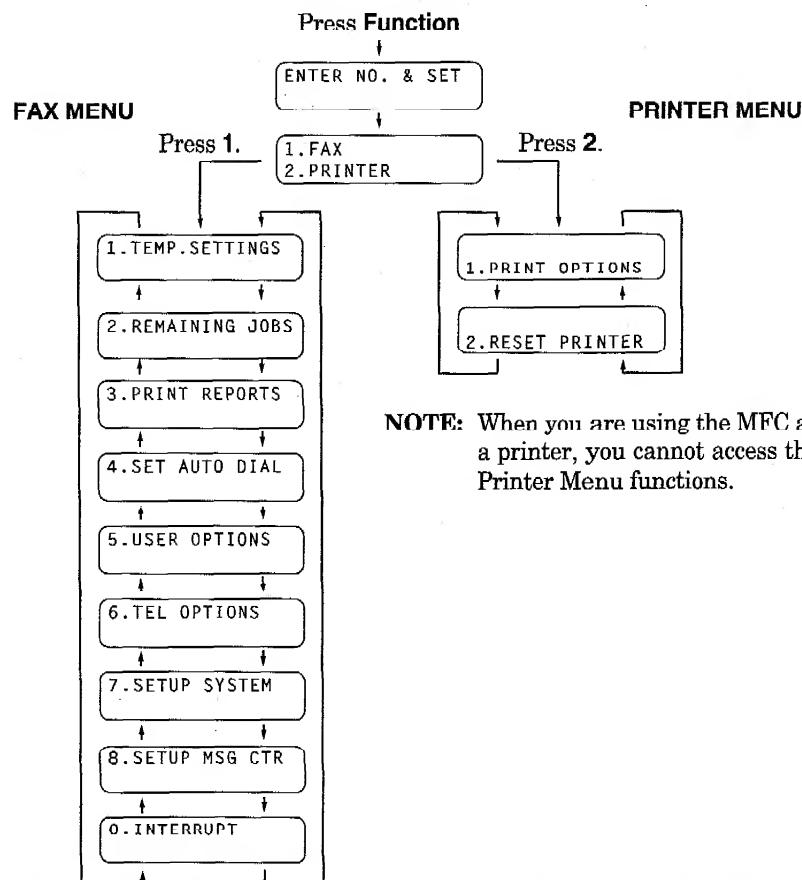 Press Function
ENTER NO. & SET
FAX MENU
PRINTER MENU
Press 1.
1.FAX
2.PRINTER
Press 2.
1.TEMP.SETTINGS
2.REMAINING JOBS
3.PRINT REPORTS
4.SET AUTO DIAL
5.USER OPTIONS
6.TEL OPTIONS
7.SETUP SYSTEM
8.SETUP MSG CTR
0.INTERRUPT
1.PRINT OPTIONS
2.RESET PRINTER
NOTE: When you are using the MFC
a printer, you cannot access
Printer Menu functions.